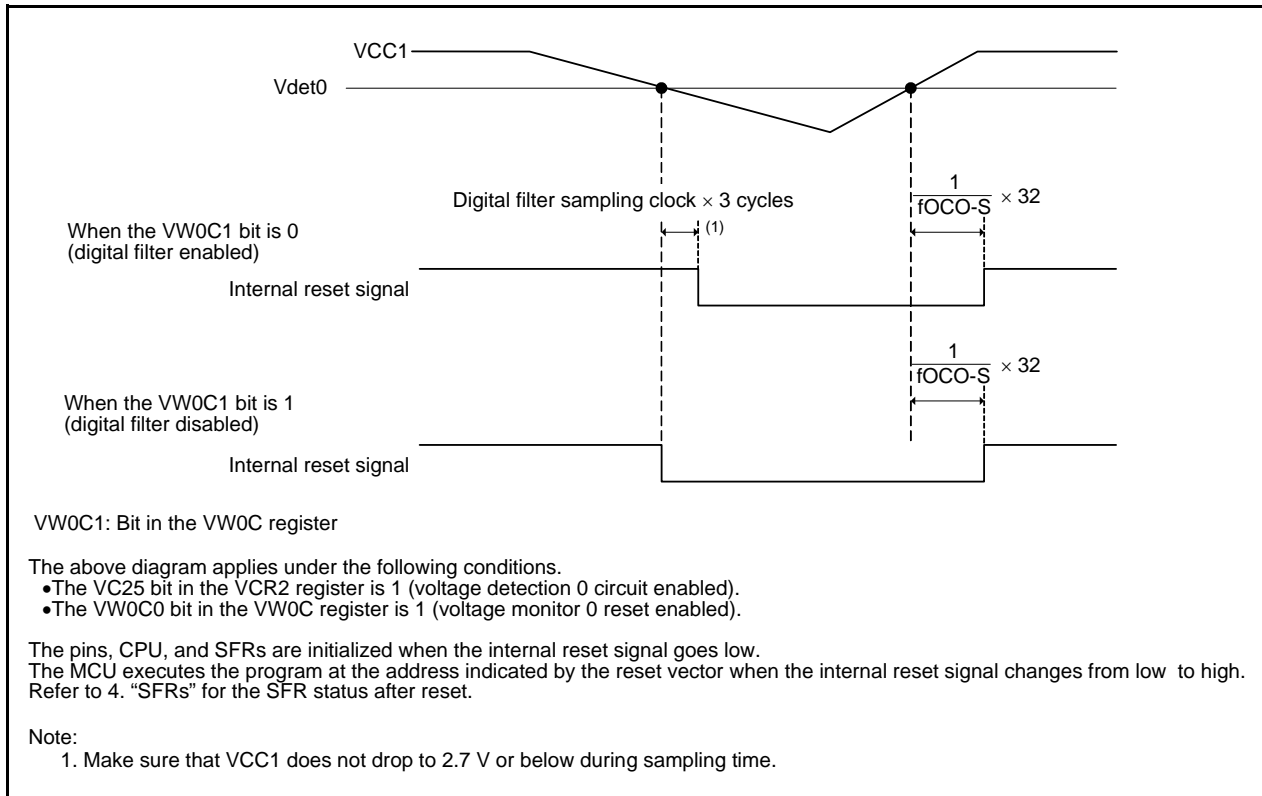 VCC1
Vdet0
Digital filter sampling clock × 3 cycles
(1)
1
fOCO-S
× 32
When the VW0C1 bit is 0
(digital filter enabled)
Internal reset signal
1
fOCO-S
× 32
When the VW0C1 bit is 1
(digital filter disabled)
Internal reset signal
VW0C1: Bit in the VW0C register
The above diagram applies under the following conditions.
•The VC25 bit in the VCR2 register is 1 (voltage detection 0 circuit enabled).
•The VW0C0 bit in the VW0C register is 1 (voltage monitor 0 reset enabled).
The pins, CPU, and SFRs are initialized when the internal reset signal goes low.
The MCU executes the program at the address indicated by the reset vector when the internal reset signal changes from low to high.
Refer to 4. “SFRs” for the SFR status after reset.
Note:
1. Make sure that VCC1 does not drop to 2.7 V or below during sampling time.